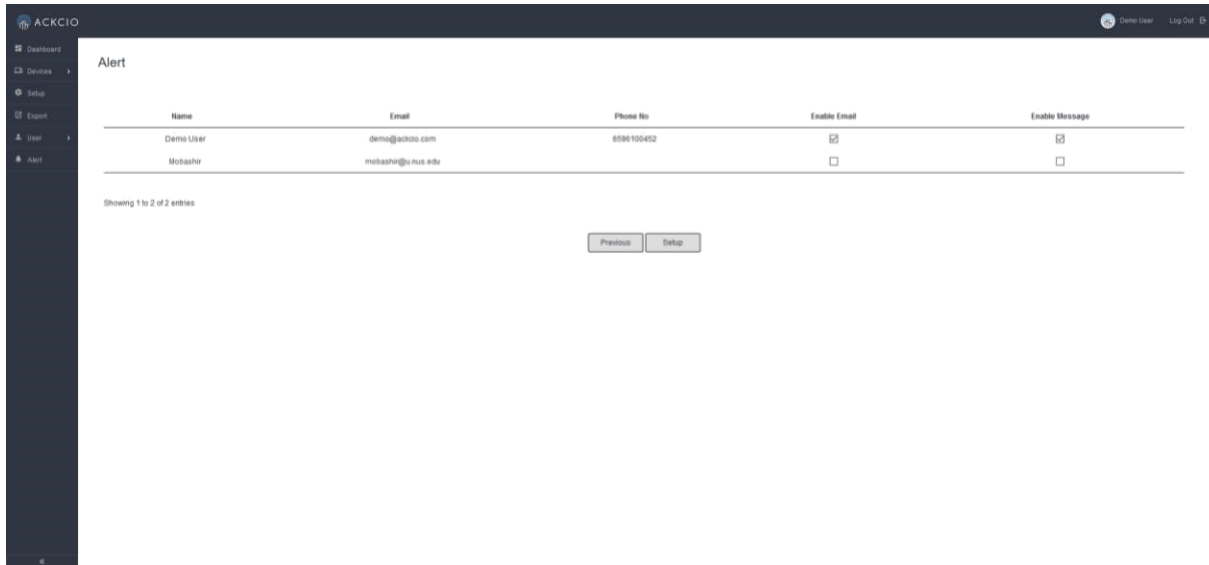 ACKCIO
Demo User Log Out
Dashboard
Devices
Setup
Export
User
Alert
Alert
Name Email Phone No Enable Email Enable Message
Demo User demo@ackcio.com 6596100452
Mobashir mobashir@u.nus.edu
Showing 1 to 2 of 2 entries
Previous Setup